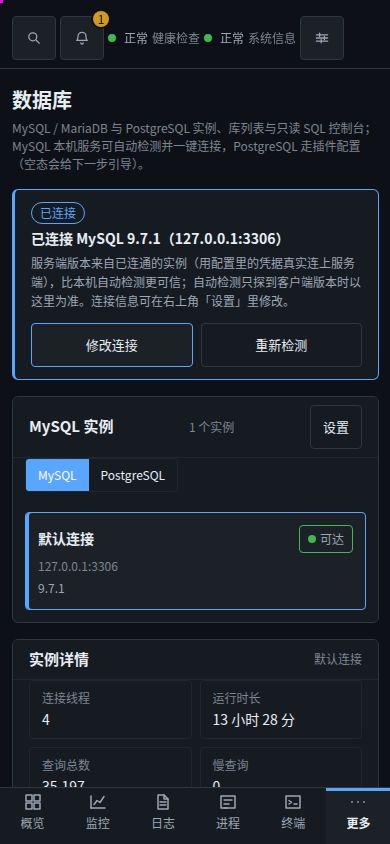 1
正常 健康检查 正常 系统信息
数据库
MySQL / MariaDB 与 PostgreSQL 实例、库列表与只读 SQL 控制台；
MySQL 本机服务可自动检测并一键连接，PostgreSQL 走插件配置
（空态会给下一步引导）。
已连接
已连接 MySQL 9.7.1（127.0.0.1:3306）
服务端版本来自已连通的实例（用配置里的凭据真实连上服务
端），比本机自动检测更可信；自动检测只探到客户端版本时以
这里为准。连接信息可在右上角「设置」里修改。
修改连接 重新检测
MySQL 实例 1 个实例 设置
MySQL PostgreSQL
默认连接 可达
127.0.0.1:3306
9.7.1
实例详情 默认连接
连接线程 运行时长
4 13 小时 28 分
查询总数 慢查询
35,197 0
概览 监控 日志 进程 终端 更多